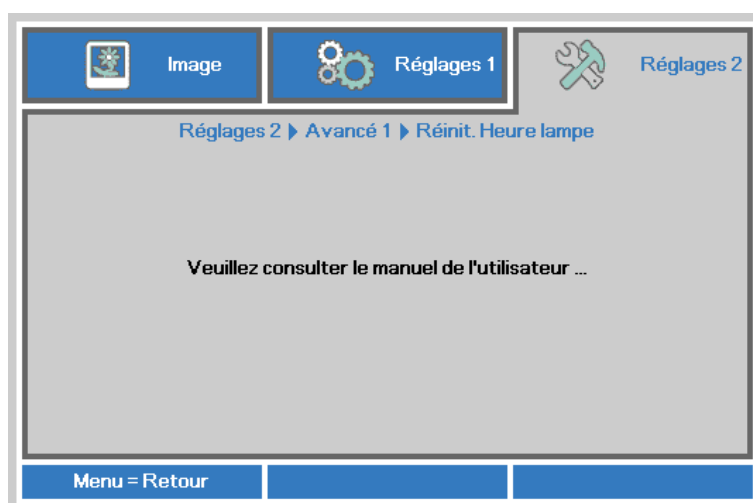 Image
Réglages 1
Réglages 2
Réglages 2 ▶ Avancé 1 ▶ Réinit. Heure lampe
Veuillez consulter le manuel de l'utilisateur ...
Menu = Retour